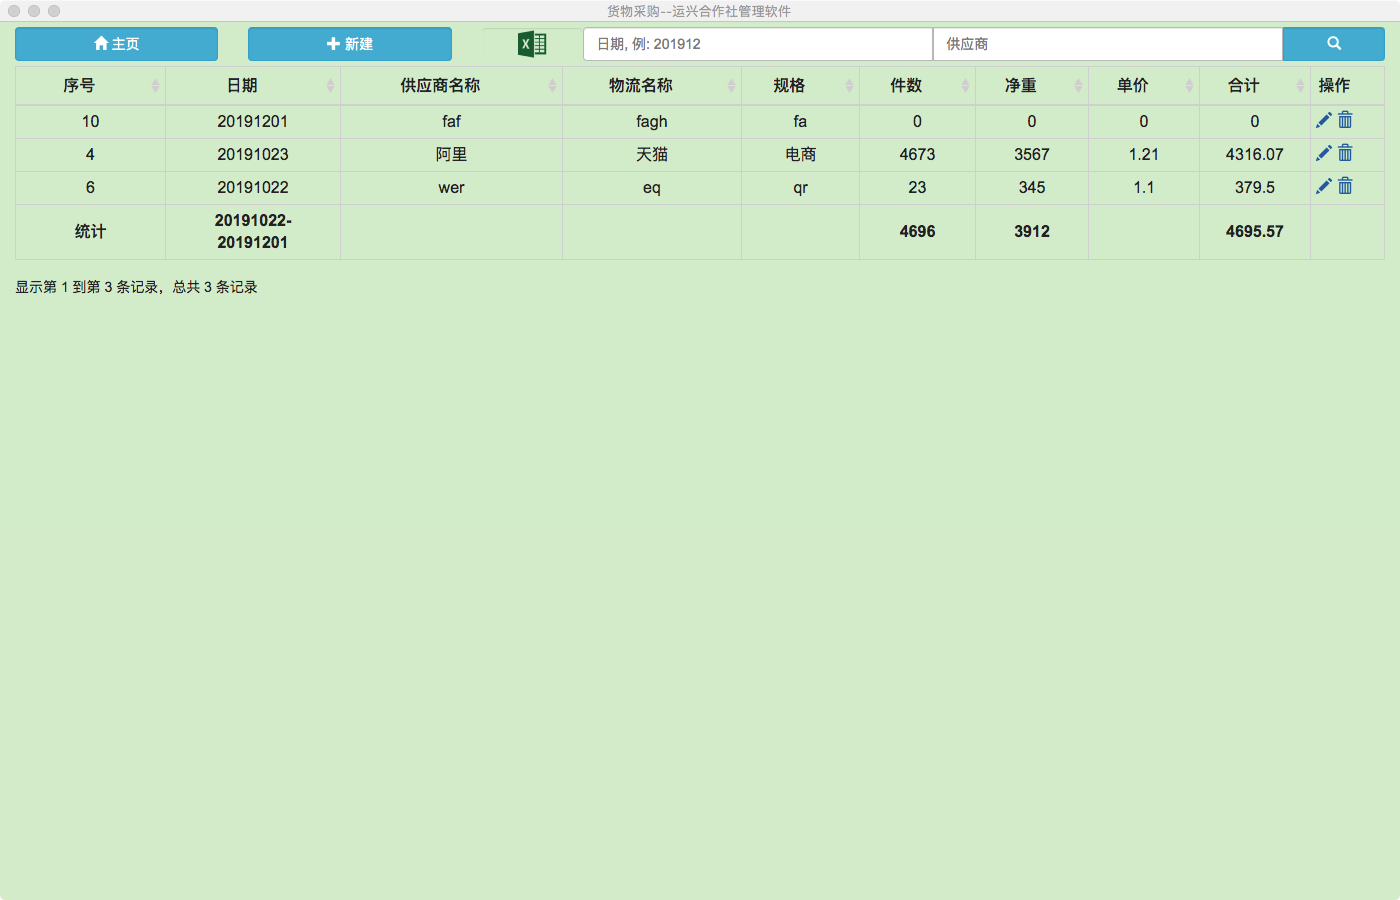 货物采购--运兴合作社管理软件
主页 新建 日期, 例: 201912 供应商
序号 日期 供应商名称 物流名称 规格 件数 净重 单价 合计 操作
10 20191201 faf fagh fa 0 0 0 0
4 20191023 阿里 天猫 电商 4673 3567 1.21 4316.07
6 20191022 wer eq qr 23 345 1.1 379.5
统计 20191022-
20191201 4696 3912 4695.57
显示第 1 到第 3 条记录，总共 3 条记录